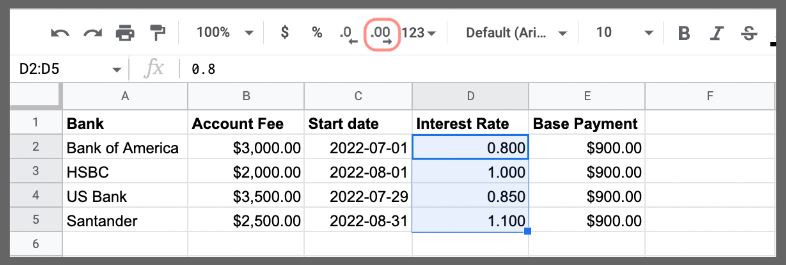 100% $ % .0 .00 123 Default (Ari... 10 B I S
D2:D5 fx 0.8
A B C D E F
1 Bank Account Fee Start date Interest Rate Base Payment
2 Bank of America $3,000.00 2022-07-01 0.800 $900.00
3 HSBC $2,000.00 2022-08-01 1.000 $900.00
4 US Bank $3,500.00 2022-07-29 0.850 $900.00
5 Santander $2,500.00 2022-08-31 1.100 $900.00
6